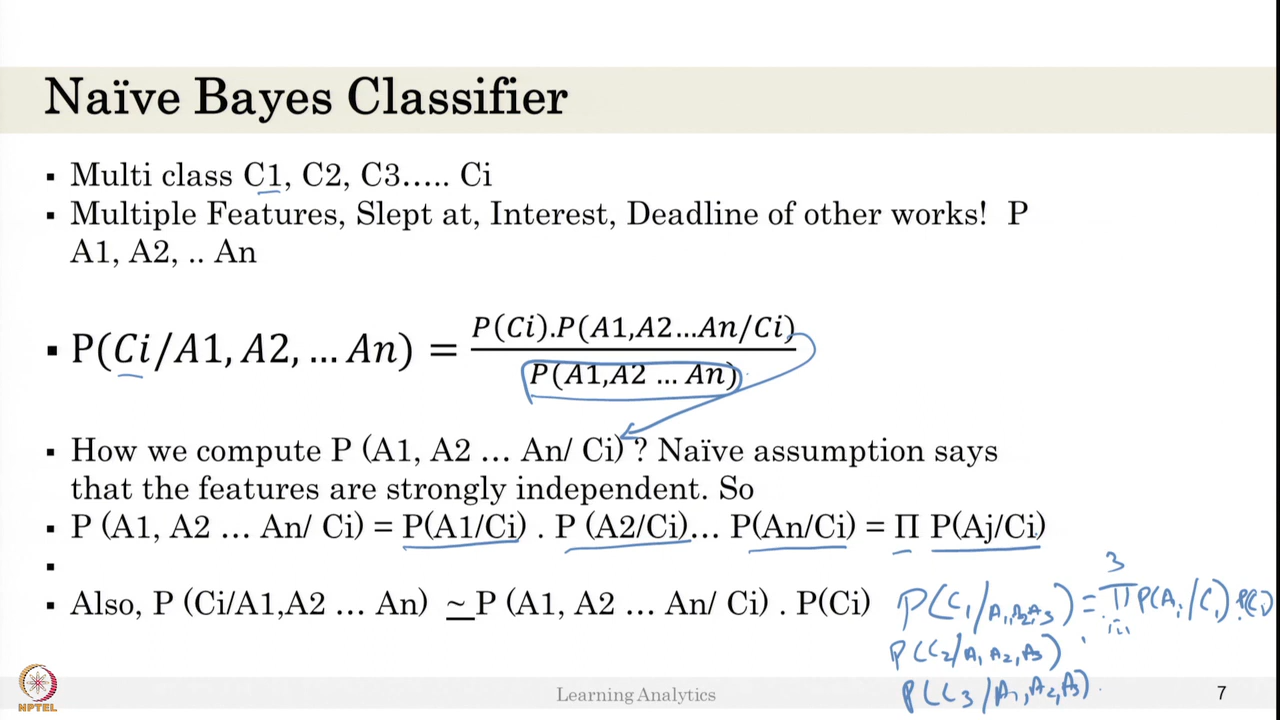 Naïve Bayes Classifier
▪ Multi class C1, C2, C3..... Ci
▪ Multiple Features, Slept at, Interest, Deadline of other works! P
A1, A2, .. An
▪ P(Ci/A1, A2, … An) = P(Ci).P(A1,A2…An/Ci) / P(A1,A2 … An)
▪ How we compute P (A1, A2 … An/ Ci) ? Naïve assumption says
that the features are strongly independent. So
▪ P (A1, A2 … An/ Ci) = P(A1/Ci) . P (A2/Ci)… P(An/Ci) = Π P(Aj/Ci)
▪
▪ Also, P (Ci/A1,A2 … An) ~ P (A1, A2 … An/ Ci) . P(Ci)
P(C1/A1,A2,A3) = 3 Π i=1 P(Ai/C1) P(C1)
P(C2/A1,A2,A3)
P(C3/A1,A2,A3)
NPTEL
Learning Analytics
7